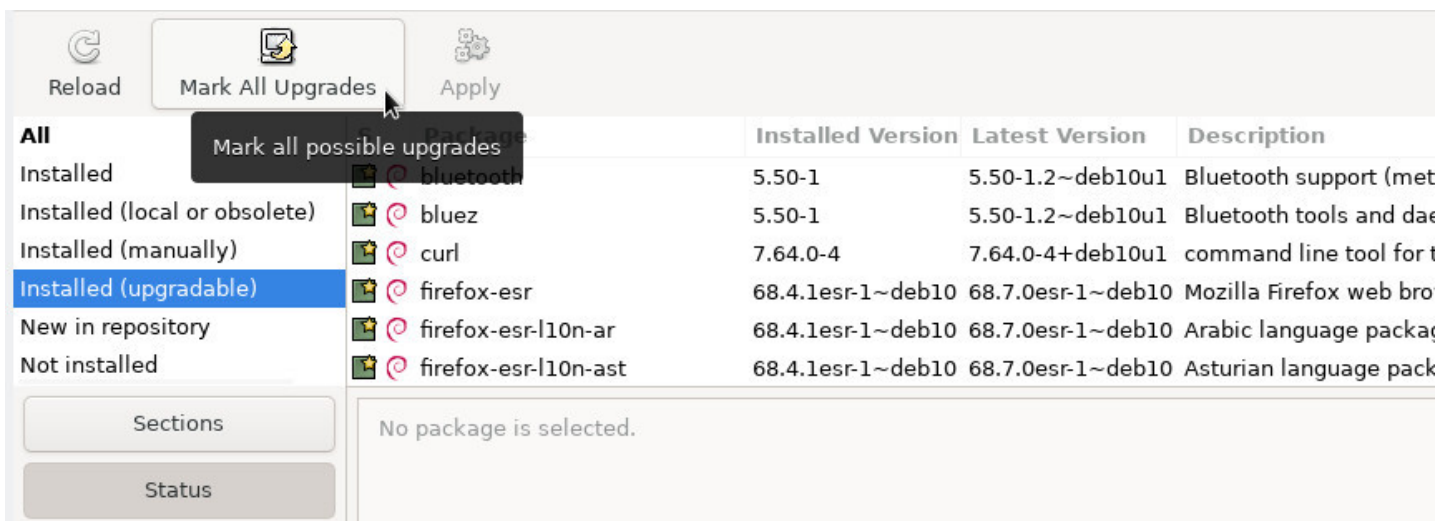 Reload Mark All Upgrades Apply
Mark all possible upgrades
All
Installed
Installed (local or obsolete)
Installed (manually)
Installed (upgradable)
New in repository
Not installed
Sections
Status
S Package Installed Version Latest Version Description
bluetooth 5.50-1 5.50-1.2~deb10u1 Bluetooth support (met
bluez 5.50-1 5.50-1.2~deb10u1 Bluetooth tools and dae
curl 7.64.0-4 7.64.0-4+deb10u1 command line tool for t
firefox-esr 68.4.1esr-1~deb10 68.7.0esr-1~deb10 Mozilla Firefox web bro
firefox-esr-l10n-ar 68.4.1esr-1~deb10 68.7.0esr-1~deb10 Arabic language packag
firefox-esr-l10n-ast 68.4.1esr-1~deb10 68.7.0esr-1~deb10 Asturian language pack
No package is selected.